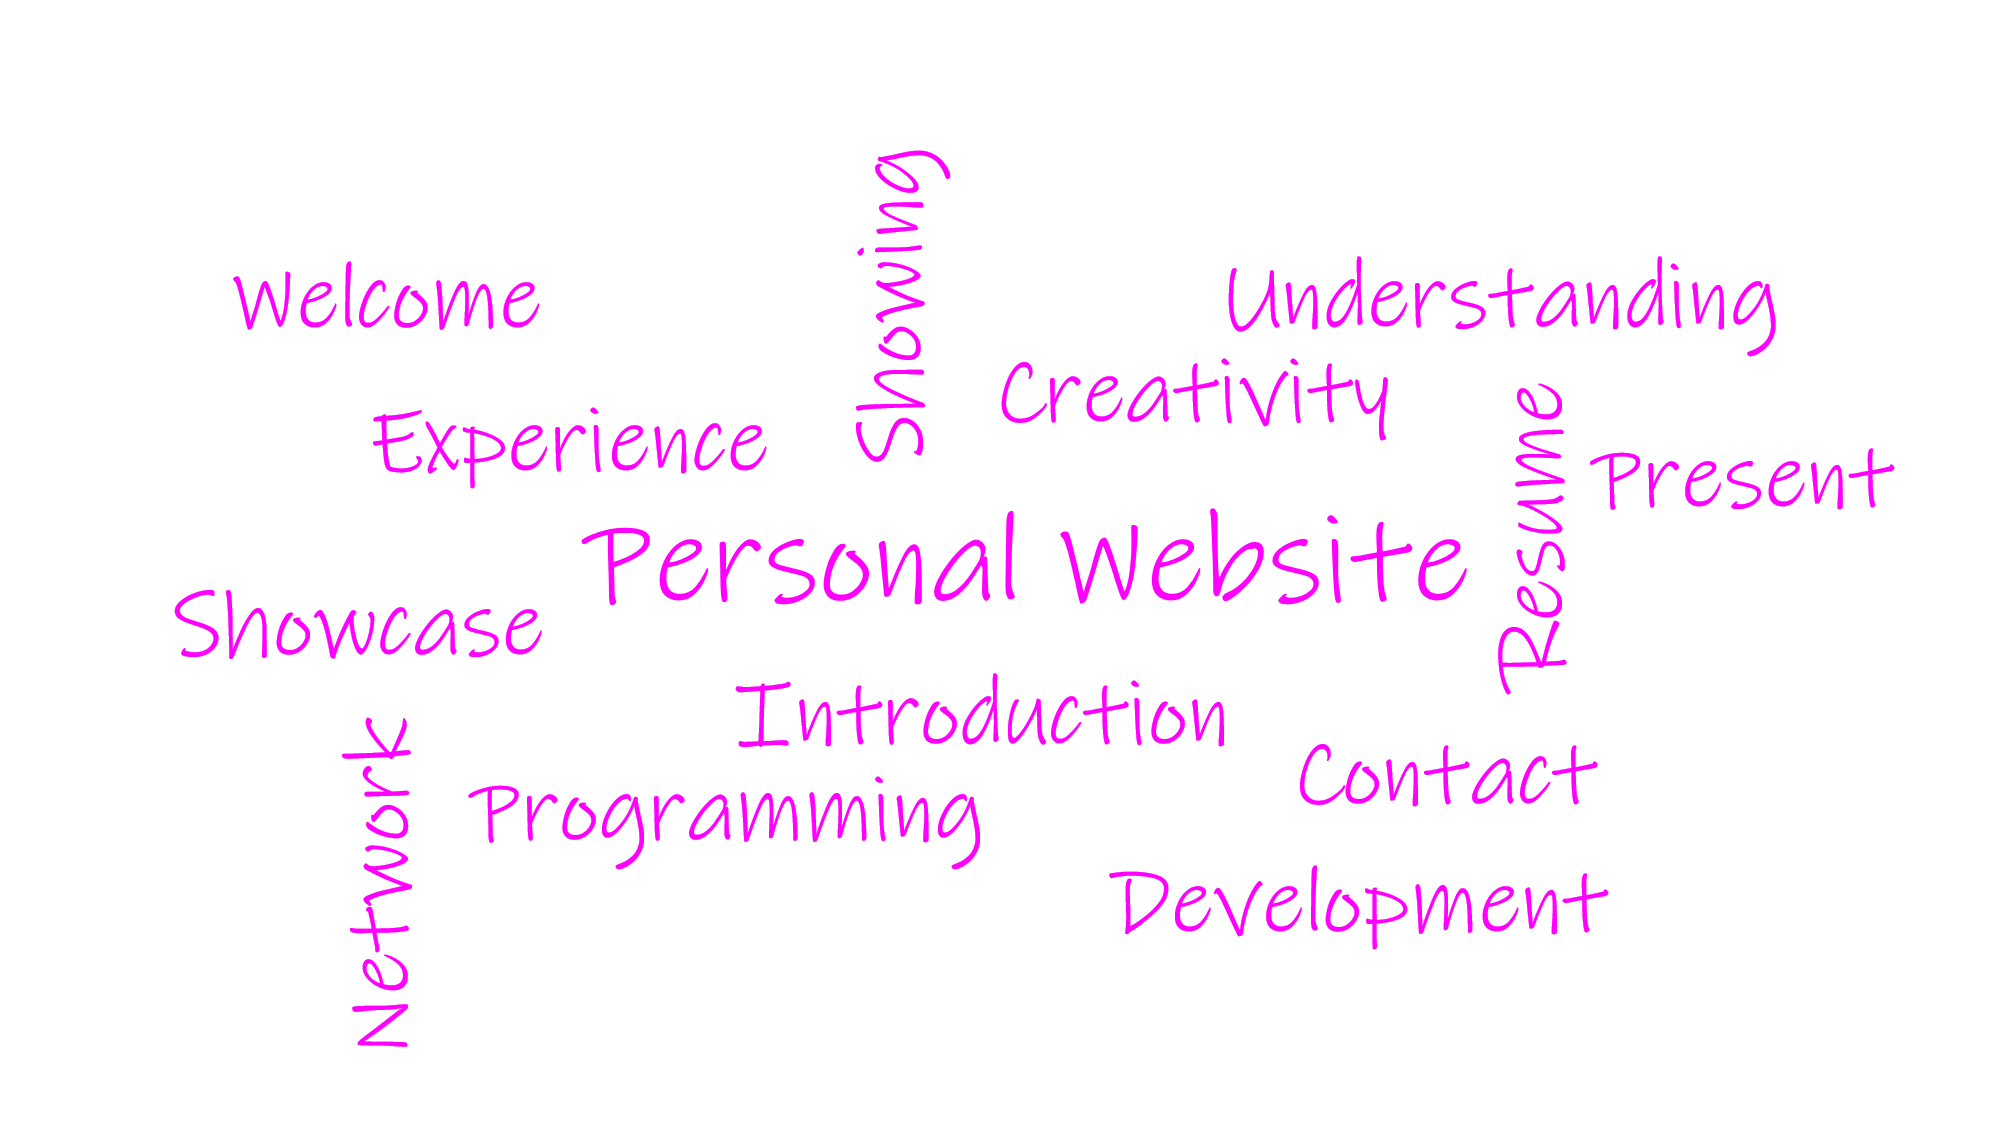 Showing
Welcome
Understanding
Creativity
Experience
Resume
Present
Personal Website
Showcase
Introduction
Network
Contact
Programming
Development